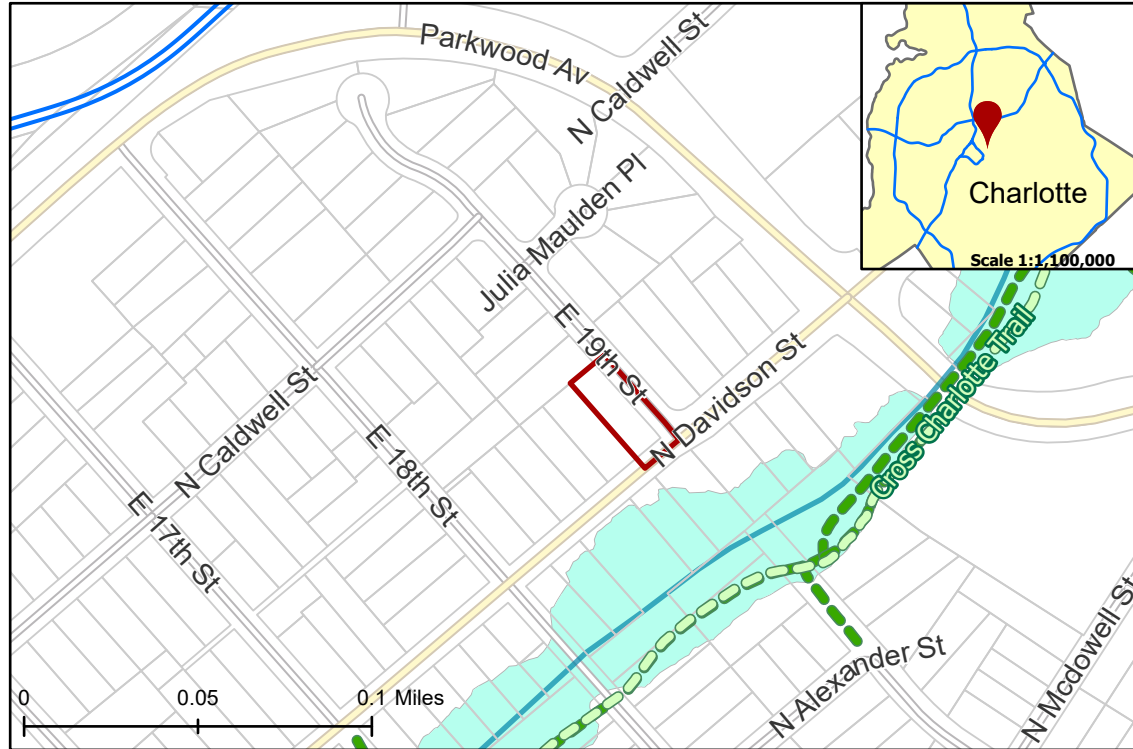 Parkwood Av
N Caldwell St
Charlotte
Scale 1:1,100,000
Julia Maulden Pl
E 19th St
N Davidson St
Cross Charlotte Trail
N Caldwell St
E 18th St
E 17th St
N Alexander St
N Mcdowell St
0 0.05 0.1 Miles